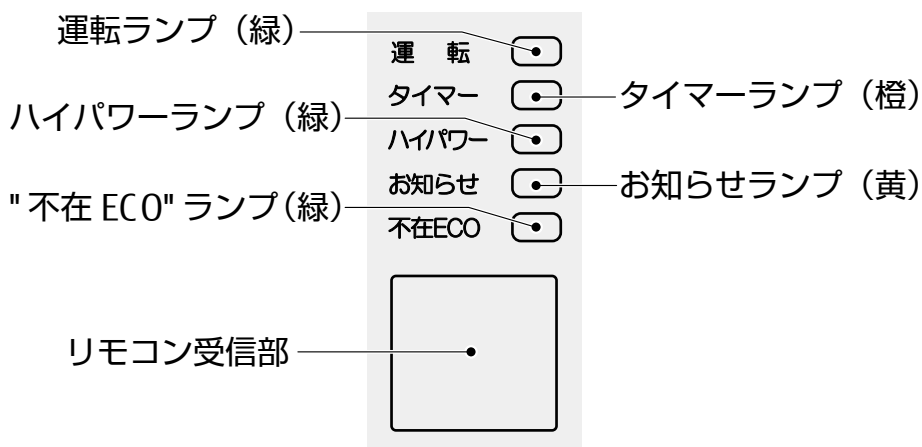 運転ランプ（緑）
運　転
タイマー
タイマーランプ（橙）
ハイパワーランプ（緑）
ハイパワー
お知らせ
お知らせランプ（黄）
"不在 ECO" ランプ（緑）
不在ECO
リモコン受信部